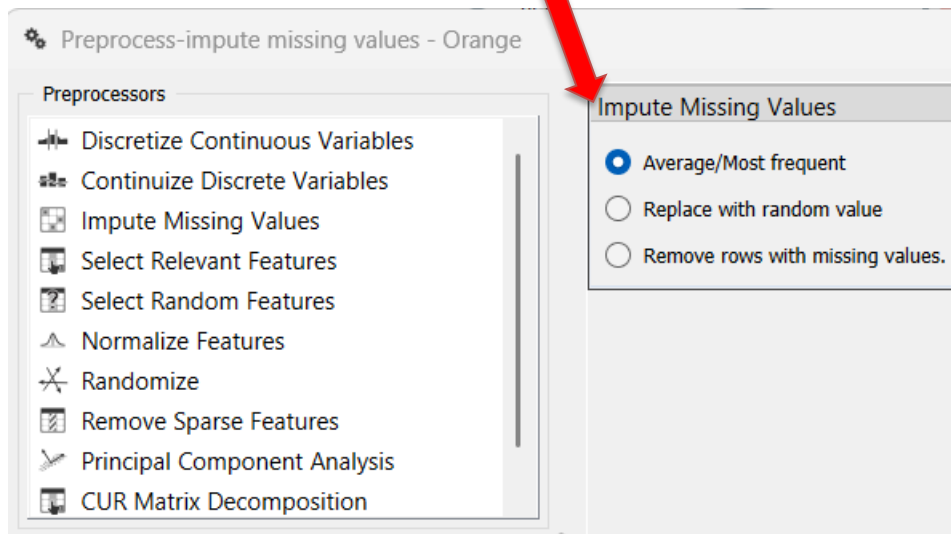 Preprocess-impute missing values - Orange
Preprocessors
Discretize Continuous Variables
Continuize Discrete Variables
Impute Missing Values
Select Relevant Features
Select Random Features
Normalize Features
Randomize
Remove Sparse Features
Principal Component Analysis
CUR Matrix Decomposition
Impute Missing Values
Average/Most frequent
Replace with random value
Remove rows with missing values.